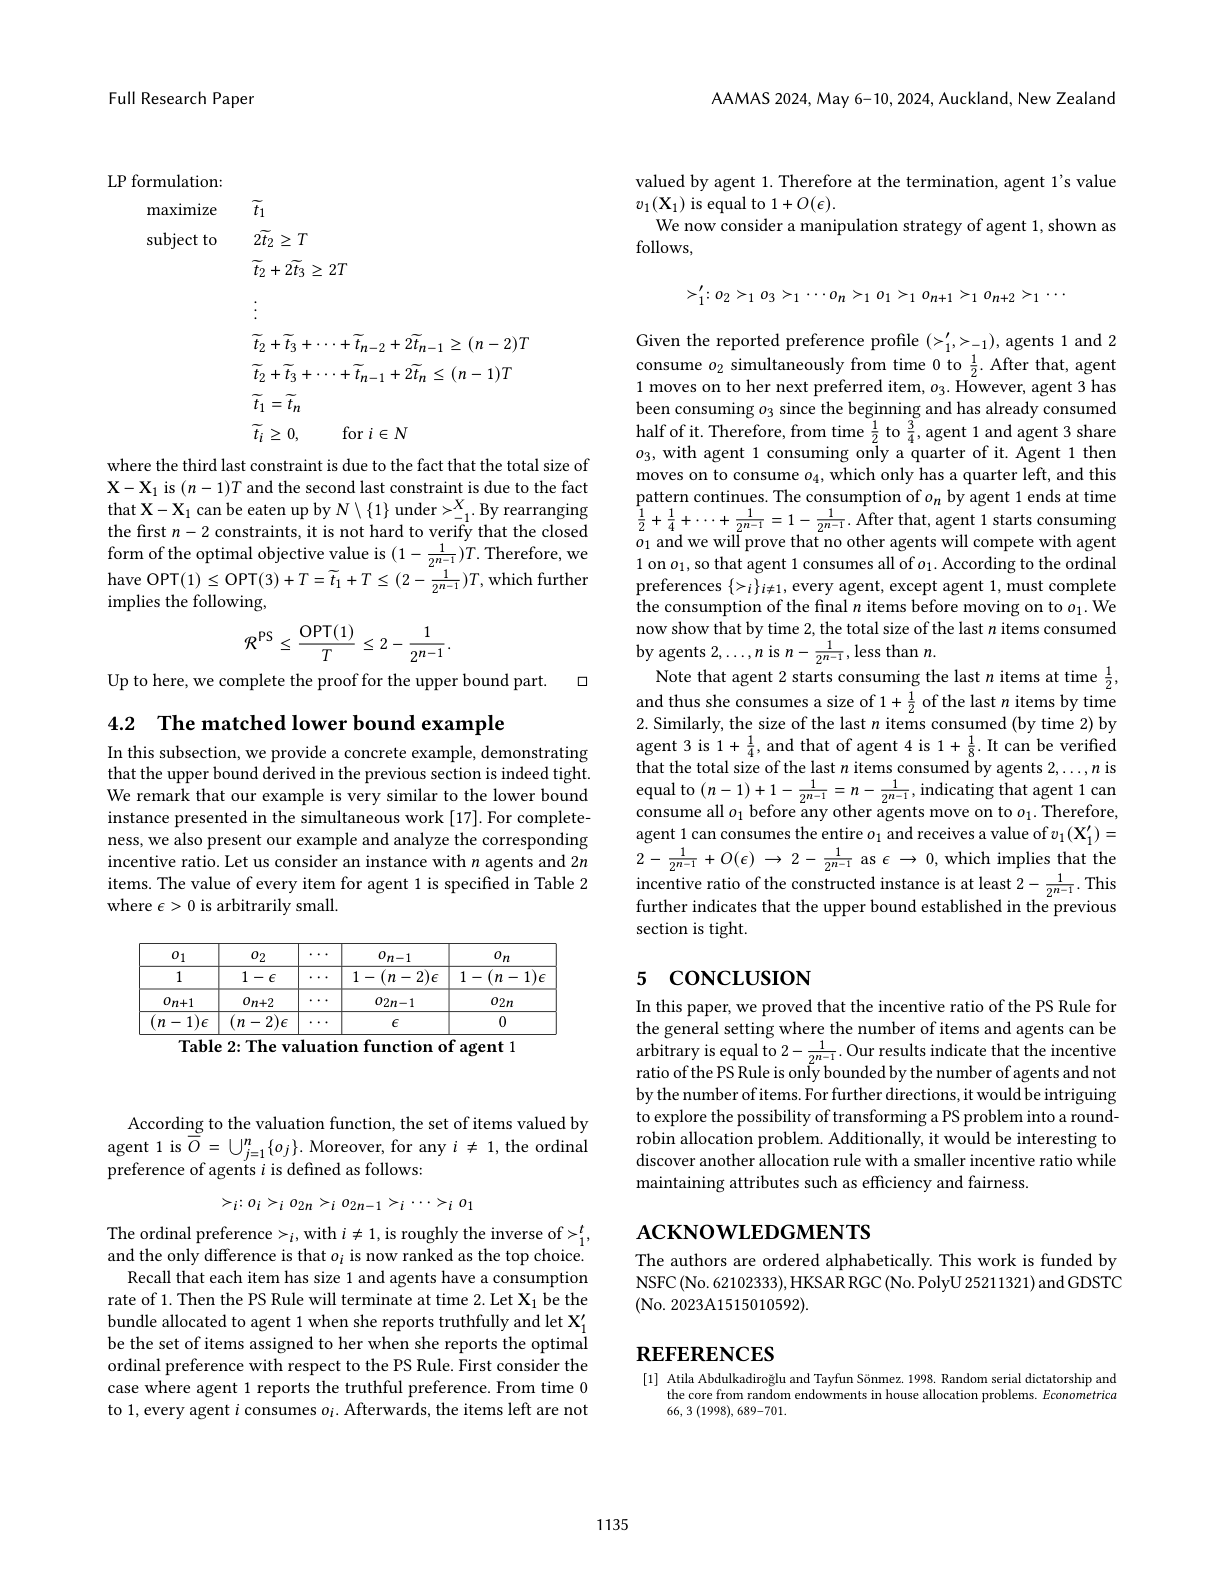 Full Research Paper
AAMAS 2024, May 6–10, 2024, Auckland, New Zealand
LP formulation:
maximize t̃₁
subject to 2t̃₂ ≥ T
t̃₂ + 2t̃₃ ≥ 2T
⋮
t̃₂ + t̃₃ + ⋯ + t̃ₙ₋₂ + 2t̃ₙ₋₁ ≥ (n − 2)T
t̃₂ + t̃₃ + ⋯ + t̃ₙ₋₁ + 2t̃ₙ ≤ (n − 1)T
t̃₁ = t̃ₙ
t̃ᵢ ≥ 0, for i ∈ N
where the third last constraint is due to the fact that the total size of
X − X₁ is (n − 1)T and the second last constraint is due to the fact
that X − X₁ can be eaten up by N \ {1} under ≻^X_{−1}. By rearranging
the first n − 2 constraints, it is not hard to verify that the closed
form of the optimal objective value is (1 − 1/2^{n−1})T. Therefore, we
have OPT(1) ≤ OPT(3) + T = t̃₁ + T ≤ (2 − 1/2^{n−1})T, which further
implies the following,
R^PS ≤ OPT(1)/T ≤ 2 − 1/2^{n−1}.
Up to here, we complete the proof for the upper bound part. □
4.2 The matched lower bound example
In this subsection, we provide a concrete example, demonstrating
that the upper bound derived in the previous section is indeed tight.
We remark that our example is very similar to the lower bound
instance presented in the simultaneous work [17]. For complete-
ness, we also present our example and analyze the corresponding
incentive ratio. Let us consider an instance with n agents and 2n
items. The value of every item for agent 1 is specified in Table 2
where ϵ > 0 is arbitrarily small.
o₁ o₂ ⋯ oₙ₋₁ oₙ
1 1 − ϵ ⋯ 1 − (n − 2)ϵ 1 − (n − 1)ϵ
oₙ₊₁ oₙ₊₂ ⋯ o₂ₙ₋₁ o₂ₙ
(n − 1)ϵ (n − 2)ϵ ⋯ ϵ 0
Table 2: The valuation function of agent 1
According to the valuation function, the set of items valued by
agent 1 is O̅ = ⋃ⁿⱼ₌₁{oⱼ}. Moreover, for any i ≠ 1, the ordinal
preference of agents i is defined as follows:
≻ᵢ: oᵢ ≻ᵢ o₂ₙ ≻ᵢ o₂ₙ₋₁ ≻ᵢ ⋯ ≻ᵢ o₁
The ordinal preference ≻ᵢ, with i ≠ 1, is roughly the inverse of ≻^t_1,
and the only difference is that oᵢ is now ranked as the top choice.
Recall that each item has size 1 and agents have a consumption
rate of 1. Then the PS Rule will terminate at time 2. Let X₁ be the
bundle allocated to agent 1 when she reports truthfully and let X′₁
be the set of items assigned to her when she reports the optimal
ordinal preference with respect to the PS Rule. First consider the
case where agent 1 reports the truthful preference. From time 0
to 1, every agent i consumes oᵢ. Afterwards, the items left are not
valued by agent 1. Therefore at the termination, agent 1's value
v₁(X₁) is equal to 1 + O(ϵ).
We now consider a manipulation strategy of agent 1, shown as
follows,
≻′₁: o₂ ≻₁ o₃ ≻₁ ⋯ oₙ ≻₁ o₁ ≻₁ oₙ₊₁ ≻₁ oₙ₊₂ ≻₁ ⋯
Given the reported preference profile (≻′₁, ≻₋₁), agents 1 and 2
consume o₂ simultaneously from time 0 to 1/2. After that, agent
1 moves on to her next preferred item, o₃. However, agent 3 has
been consuming o₃ since the beginning and has already consumed
half of it. Therefore, from time 1/2 to 3/4, agent 1 and agent 3 share
o₃, with agent 1 consuming only a quarter of it. Agent 1 then
moves on to consume o₄, which only has a quarter left, and this
pattern continues. The consumption of oₙ by agent 1 ends at time
1/2 + 1/4 + ⋯ + 1/2^{n−1} = 1 − 1/2^{n−1}. After that, agent 1 starts consuming
o₁ and we will prove that no other agents will compete with agent
1 on o₁, so that agent 1 consumes all of o₁. According to the ordinal
preferences {≻ᵢ}ᵢ≠₁, every agent, except agent 1, must complete
the consumption of the final n items before moving on to o₁. We
now show that by time 2, the total size of the last n items consumed
by agents 2, . . . , n is n − 1/2^{n−1}, less than n.
Note that agent 2 starts consuming the last n items at time 1/2,
and thus she consumes a size of 1 + 1/2 of the last n items by time
2. Similarly, the size of the last n items consumed (by time 2) by
agent 3 is 1 + 1/4, and that of agent 4 is 1 + 1/8. It can be verified
that the total size of the last n items consumed by agents 2, . . . , n is
equal to (n − 1) + 1 − 1/2^{n−1} = n − 1/2^{n−1}, indicating that agent 1 can
consume all o₁ before any other agents move on to o₁. Therefore,
agent 1 can consumes the entire o₁ and receives a value of v₁(X′₁) =
2 − 1/2^{n−1} + O(ϵ) → 2 − 1/2^{n−1} as ϵ → 0, which implies that the
incentive ratio of the constructed instance is at least 2 − 1/2^{n−1}. This
further indicates that the upper bound established in the previous
section is tight.
5 CONCLUSION
In this paper, we proved that the incentive ratio of the PS Rule for
the general setting where the number of items and agents can be
arbitrary is equal to 2 − 1/2^{n−1}. Our results indicate that the incentive
ratio of the PS Rule is only bounded by the number of agents and not
by the number of items. For further directions, it would be intriguing
to explore the possibility of transforming a PS problem into a round-
robin allocation problem. Additionally, it would be interesting to
discover another allocation rule with a smaller incentive ratio while
maintaining attributes such as efficiency and fairness.
ACKNOWLEDGMENTS
The authors are ordered alphabetically. This work is funded by
NSFC (No. 62102333), HKSAR RGC (No. PolyU 25211321) and GDSTC
(No. 2023A1515010592).
REFERENCES
[1] Atila Abdulkadiroğlu and Tayfun Sönmez. 1998. Random serial dictatorship and
the core from random endowments in house allocation problems. Econometrica
66, 3 (1998), 689–701.
1135